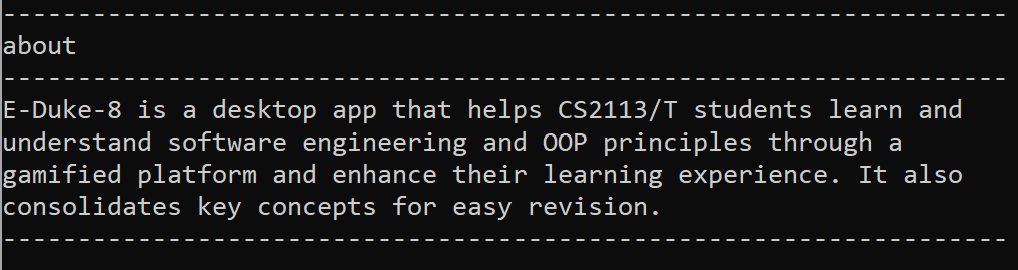 --------------------------------------------------------------------
about
--------------------------------------------------------------------
E-Duke-8 is a desktop app that helps CS2113/T students learn and
understand software engineering and OOP principles through a
gamified platform and enhance their learning experience. It also
consolidates key concepts for easy revision.
--------------------------------------------------------------------